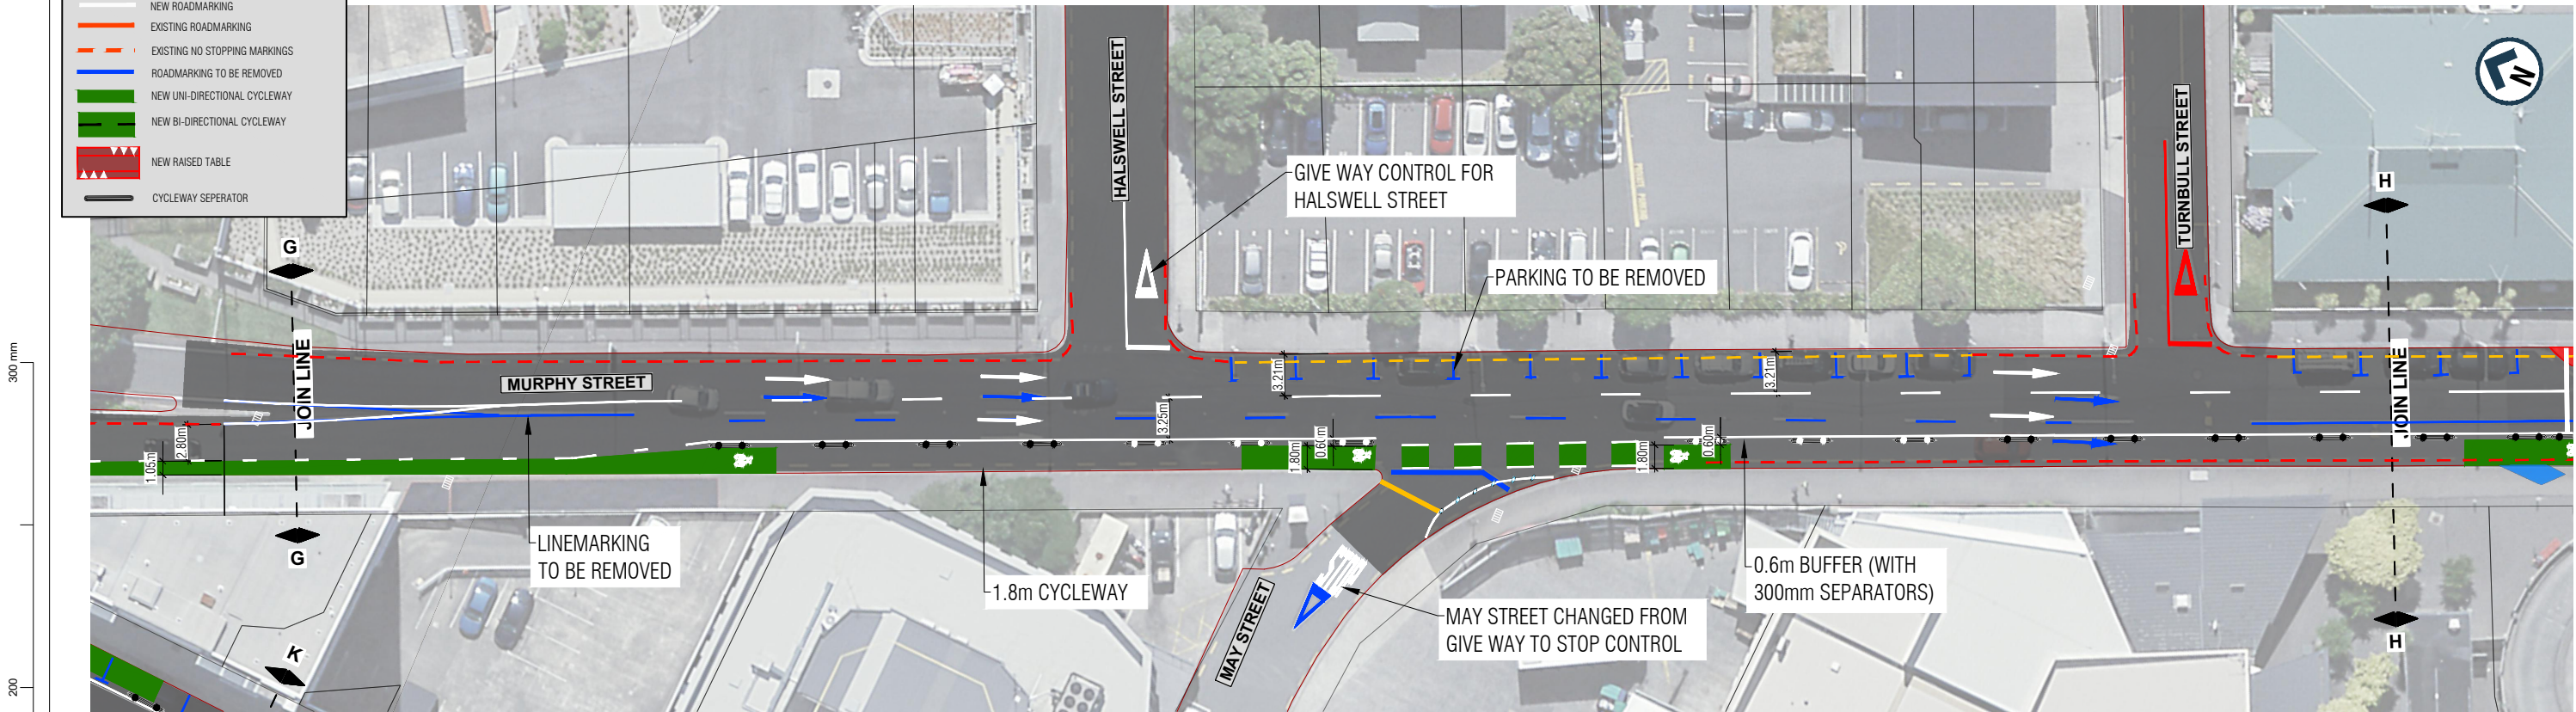 NEW ROADMARKING
EXISTING ROADMARKING
EXISTING NO STOPPING MARKINGS
ROADMARKING TO BE REMOVED
NEW UNI-DIRECTIONAL CYCLEWAY
NEW BI-DIRECTIONAL CYCLEWAY
NEW RAISED TABLE
CYCLEWAY SEPERATOR
N
HALSWELL STREET
TURNBULL STREET
GIVE WAY CONTROL FOR
HALSWELL STREET
PARKING TO BE REMOVED
G
H
JOIN LINE
JOIN LINE
MURPHY STREET
300 mm
3.21m
3.21m
3.25m
2.80m
1.05m
1.80m
1.80m
0.60m
LINEMARKING
TO BE REMOVED
G
1.8m CYCLEWAY
0.6m BUFFER (WITH
300mm SEPARATORS)
MAY STREET
MAY STREET CHANGED FROM
GIVE WAY TO STOP CONTROL
H
K
200